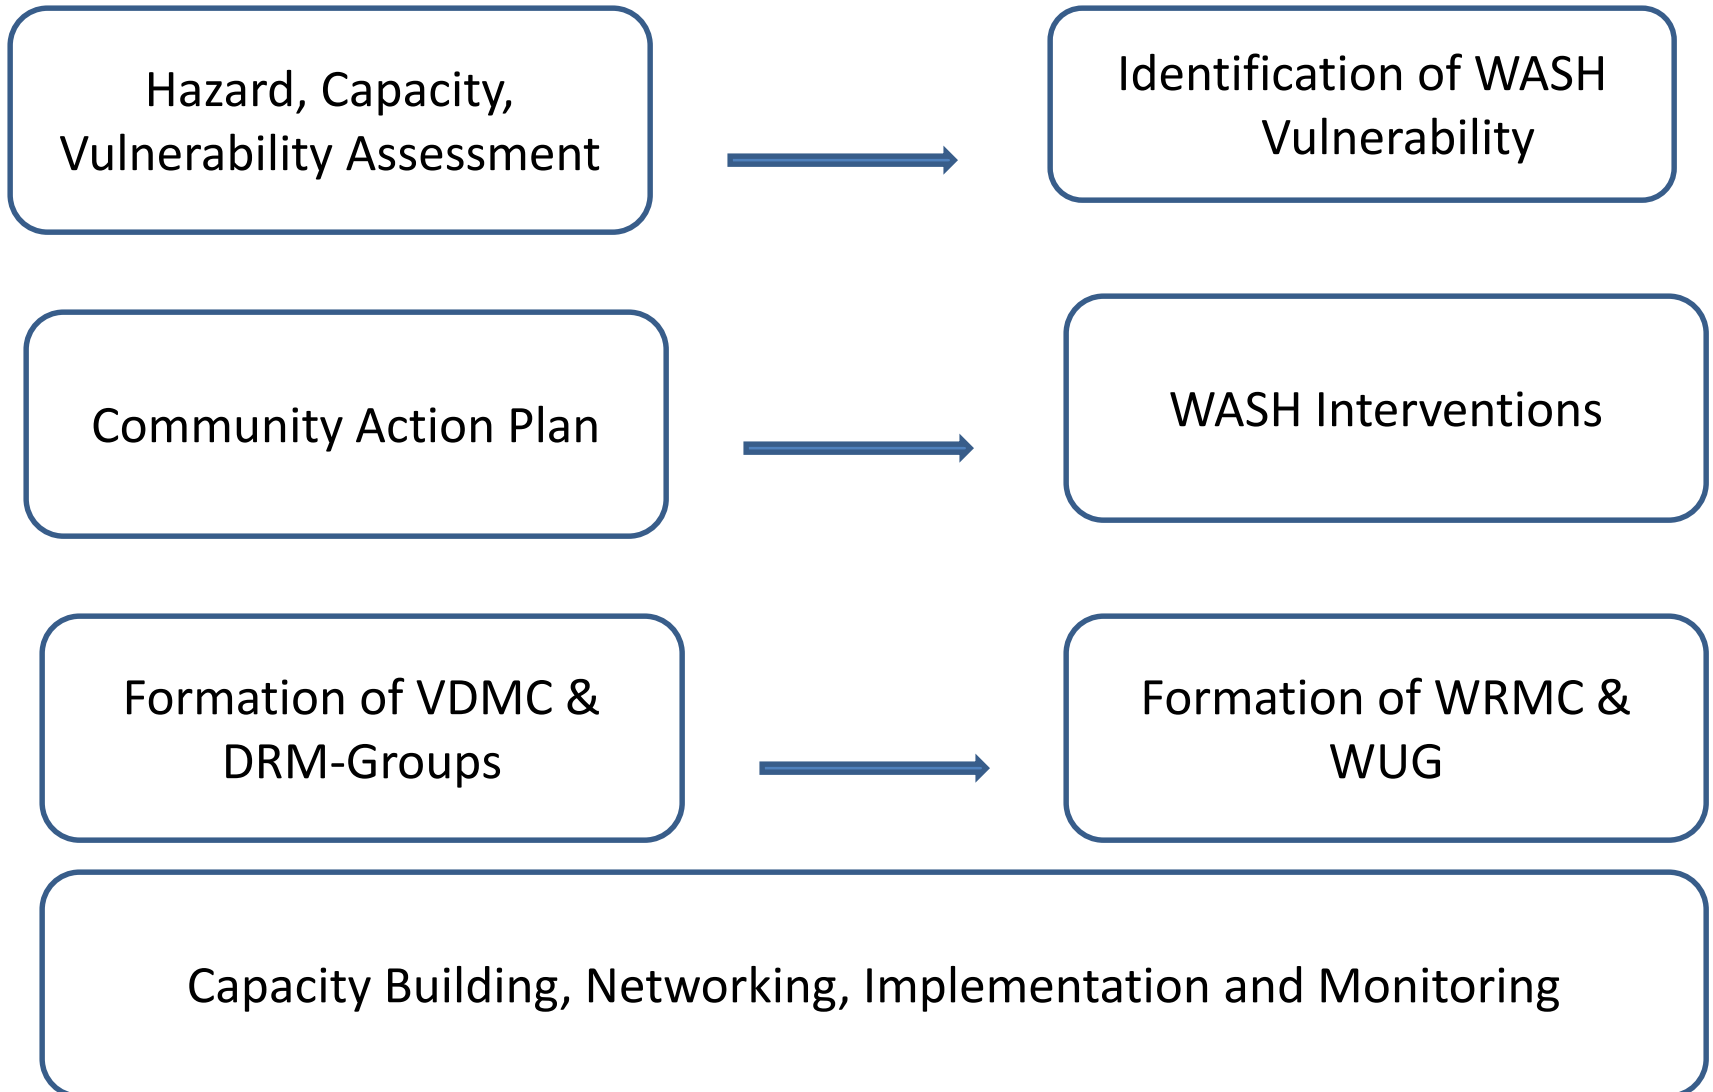 Hazard, Capacity,
Vulnerability Assessment
Identification of WASH
Vulnerability
Community Action Plan
WASH Interventions
Formation of VDMC &
DRM-Groups
Formation of WRMC &
WUG
Capacity Building, Networking, Implementation and Monitoring